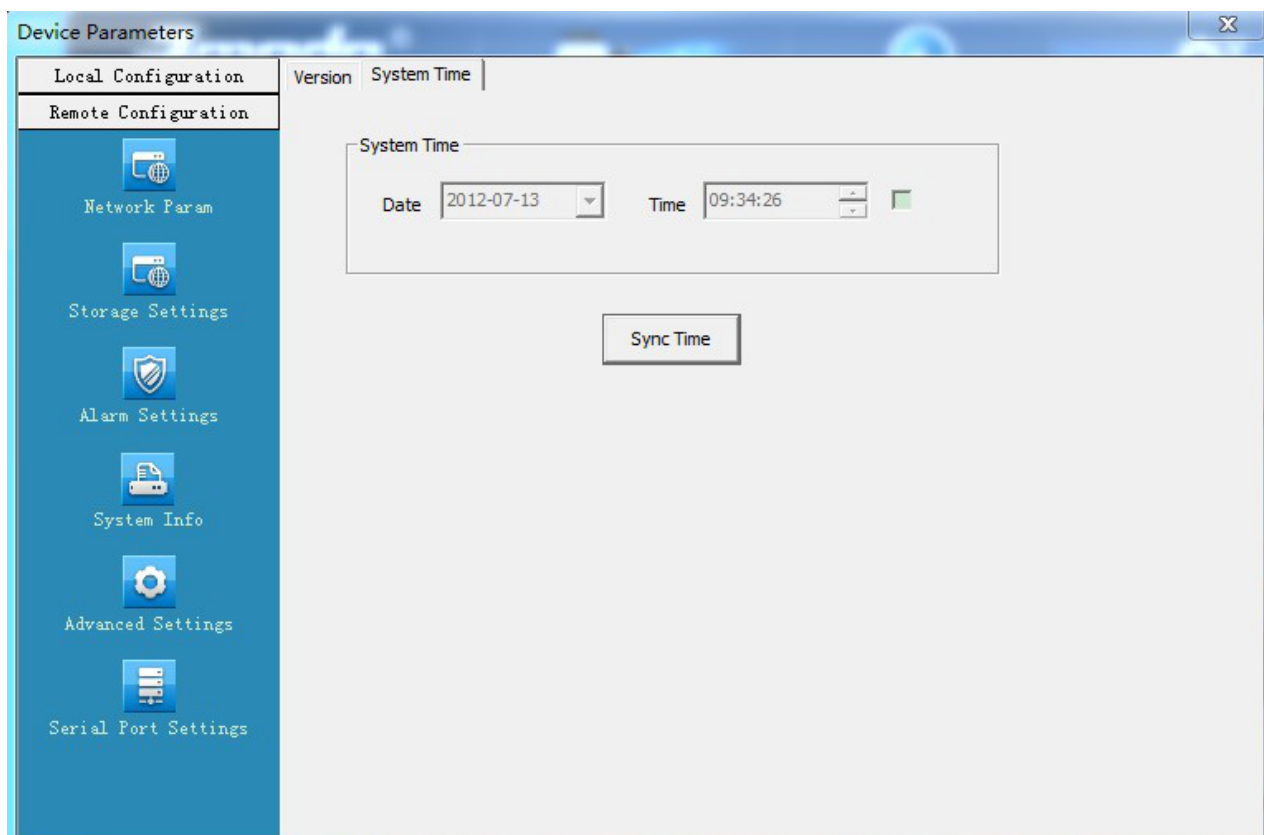 Device Parameters
Local Configuration
Remote Configuration
Network Param
Storage Settings
Alarm Settings
System Info
Advanced Settings
Serial Port Settings
Version System Time
System Time
Date 2012-07-13 Time 09:34:26
Sync Time